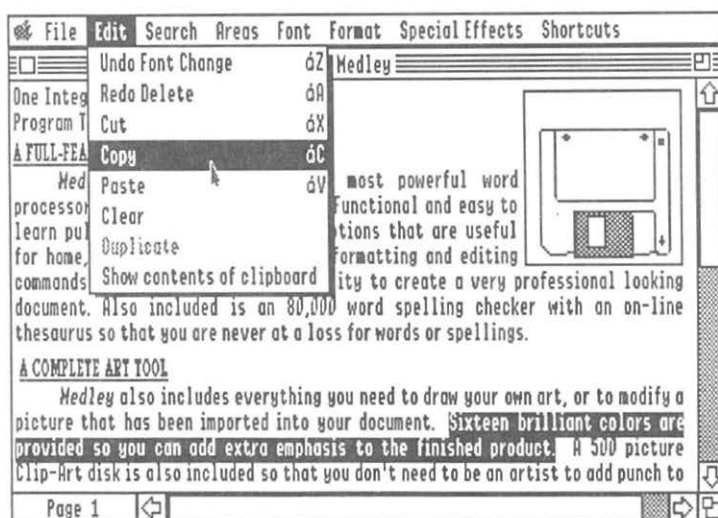 File Edit Search Areas Font Format Special Effects Shortcuts
Medley
Undo Font Change óZ
Redo Delete óA
Cut óX
Copy óC
Paste óV
Clear
Duplicate
Show contents of clipboard
One Integ
Program T
A FULL-FEA
Med most powerful word
processor functional and easy to
learn pul tions that are useful
for home, formatting and editing
commands ity to create a very professional looking
document. Also included is an 80,000 word spelling checker with an on-line
thesaurus so that you are never at a loss for words or spellings.
A COMPLETE ART TOOL
Medley also includes everything you need to draw your own art, or to modify a
picture that has been imported into your document. Sixteen brilliant colors are
provided so you can add extra emphasis to the finished product. A 500 picture
Clip-Art disk is also included so that you don't need to be an artist to add punch to
Page 1